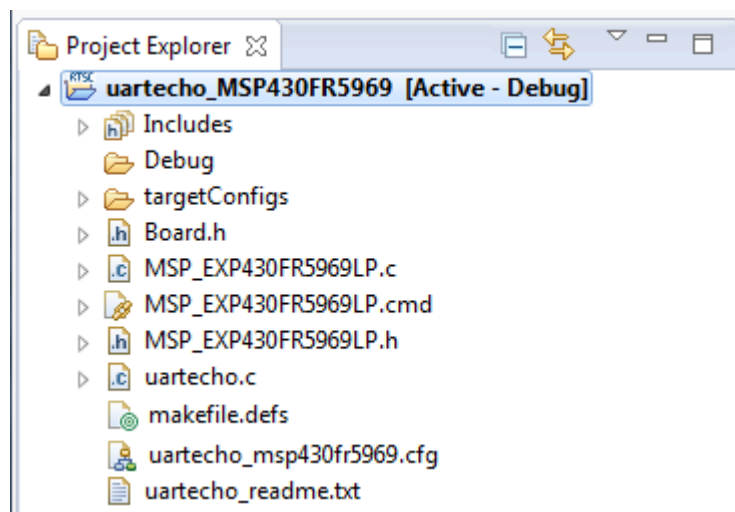 Project Explorer
RTSC
uartecho_MSP430FR5969 [Active - Debug]
h
Includes
Debug
targetConfigs
.h Board.h
.c MSP_EXP430FR5969LP.c
MSP_EXP430FR5969LP.cmd
.h MSP_EXP430FR5969LP.h
.c uartecho.c
makefile.defs
uartecho_msp430fr5969.cfg
uartecho_readme.txt